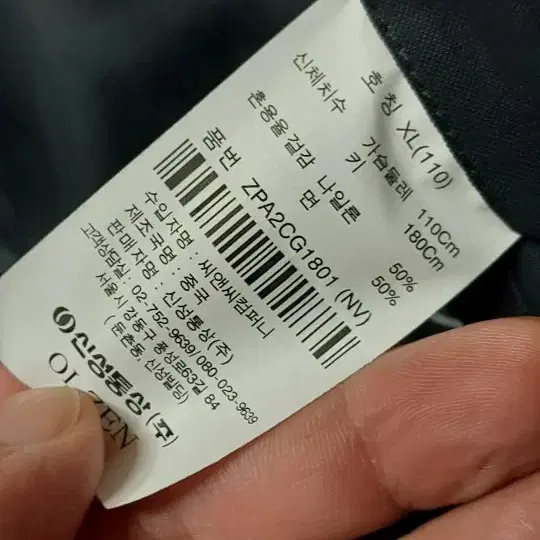 호 칭 XL(110)
신체치수 가슴둘레 110Cm
키 180Cm
혼용율 겉감 나일론 50%
면 50%
품 번 ZPA2CG1801 (NV)
수입자명 : 씨앤씨컴퍼니
제조국명 : 중국
판매자명 : 신성통상(주)
고객상담실 : 02-752-9639/080-023-9639
서울시 강동구 풍성로63길 84
(둔촌동, 신성빌딩)
신성통상(주)
OLZEN